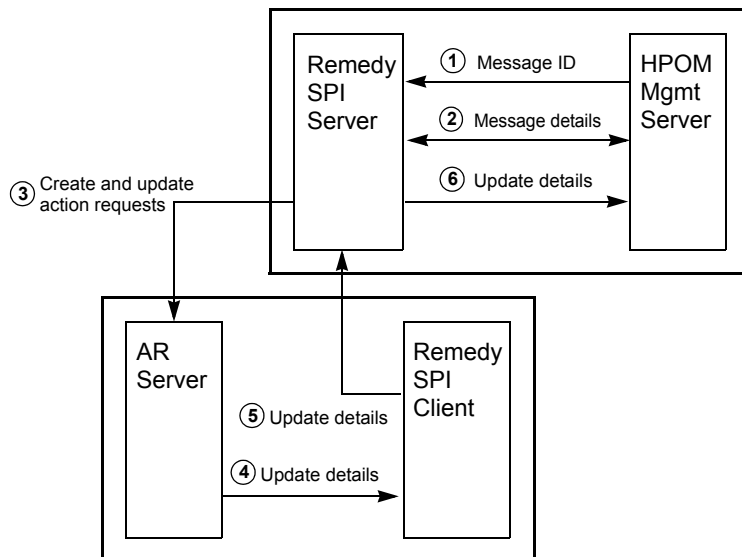 Remedy
SPI
Server
① Message ID
HPOM
Mgmt
Server
② Message details
⑥ Update details
③ Create and update
action requests
AR
Server
Remedy
SPI
Client
⑤ Update details
④ Update details